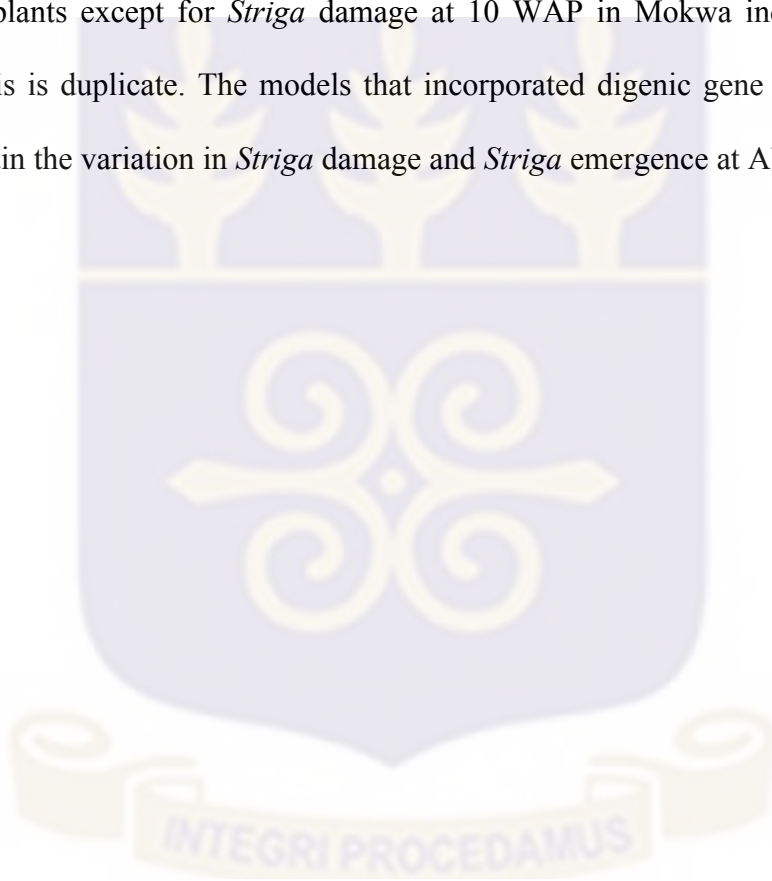 plants except for Striga damage at 10 WAP in Mokwa
is is duplicate. The models that incorporated digenic gene
in the variation in Striga damage and Striga emergence at
INTEGRI PROCEDAMUS